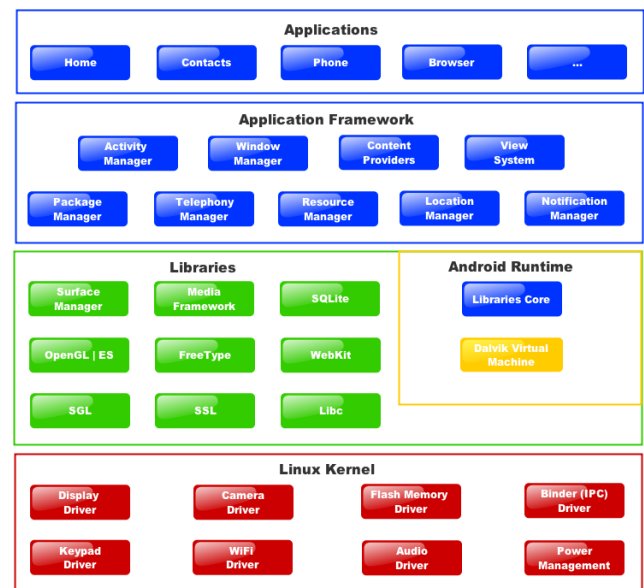 Applications
Home
Contacts
Phone
Browser
...
Application Framework
Activity
Manager
Window
Manager
Content
Providers
View
System
Package
Manager
Telephony
Manager
Resource
Manager
Location
Manager
Notification
Manager
Libraries
Surface
Manager
Media
Framework
SQLite
OpenGL | ES
FreeType
WebKit
SGL
SSL
Libc
Android Runtime
Libraries Core
Dalvik Virtual
Machine
Linux Kernel
Display
Driver
Camera
Driver
Flash Memory
Driver
Binder (IPC)
Driver
Keypad
Driver
WiFi
Driver
Audio
Driver
Power
Management